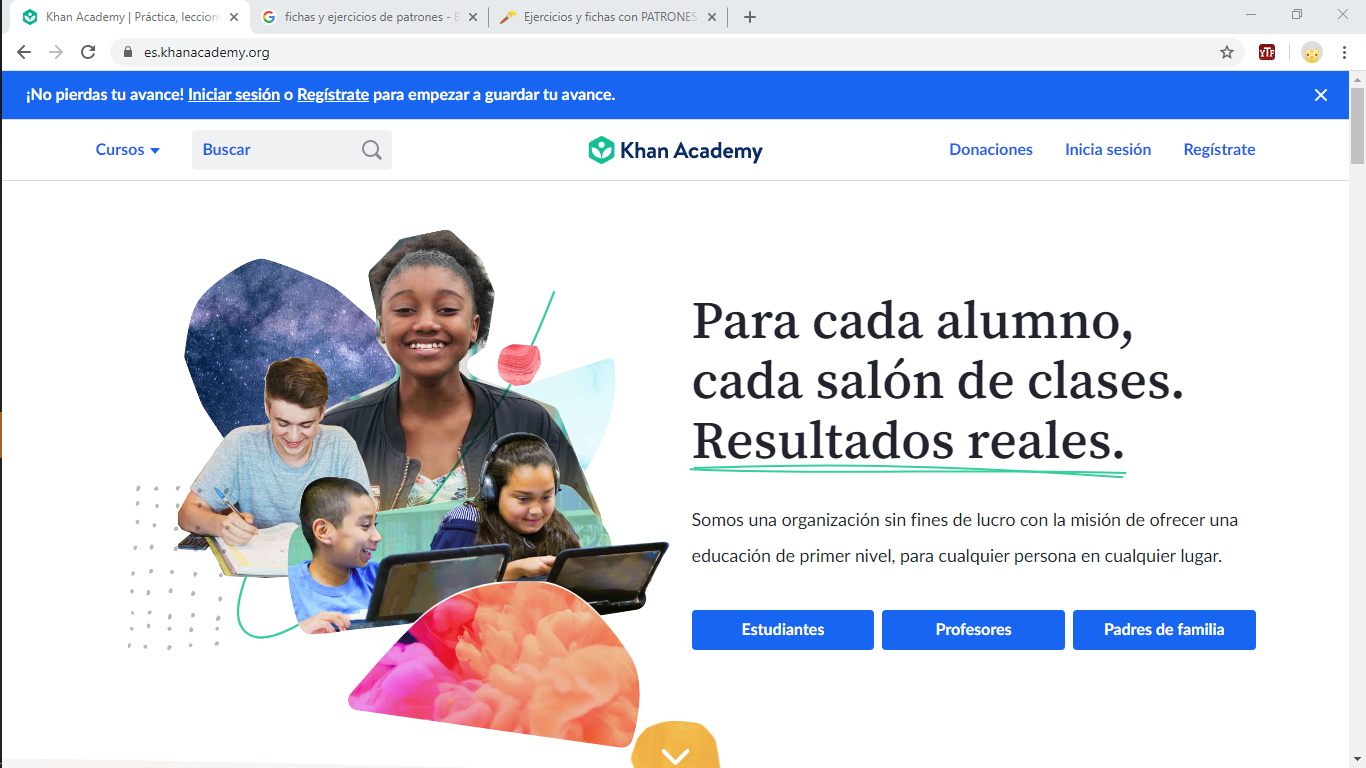 Khan Academy | Práctica, leccion
fichas y ejercicios de patrones - B
Ejercicios y fichas con PATRONES
es.khanacademy.org
YTF
¡No pierdas tu avance! Iniciar sesión o Regístrate para empezar a guardar tu avance.
Cursos
Buscar
Khan Academy
Donaciones
Inicia sesión
Regístrate
Para cada alumno,
cada salón de clases.
Resultados reales.
Somos una organización sin fines de lucro con la misión de ofrecer una
educación de primer nivel, para cualquier persona en cualquier lugar.
Estudiantes
Profesores
Padres de familia